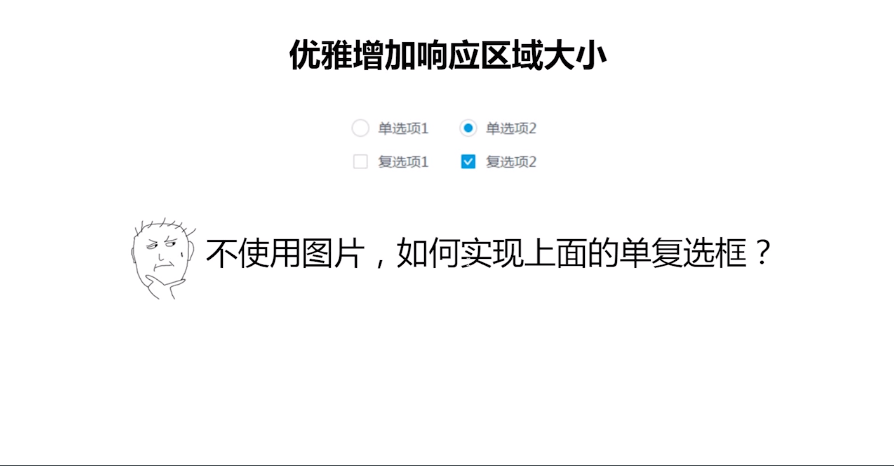 优雅增加响应区域大小
单选项1 单选项2
复选项1 复选项2
不使用图片，如何实现上面的单复选框？